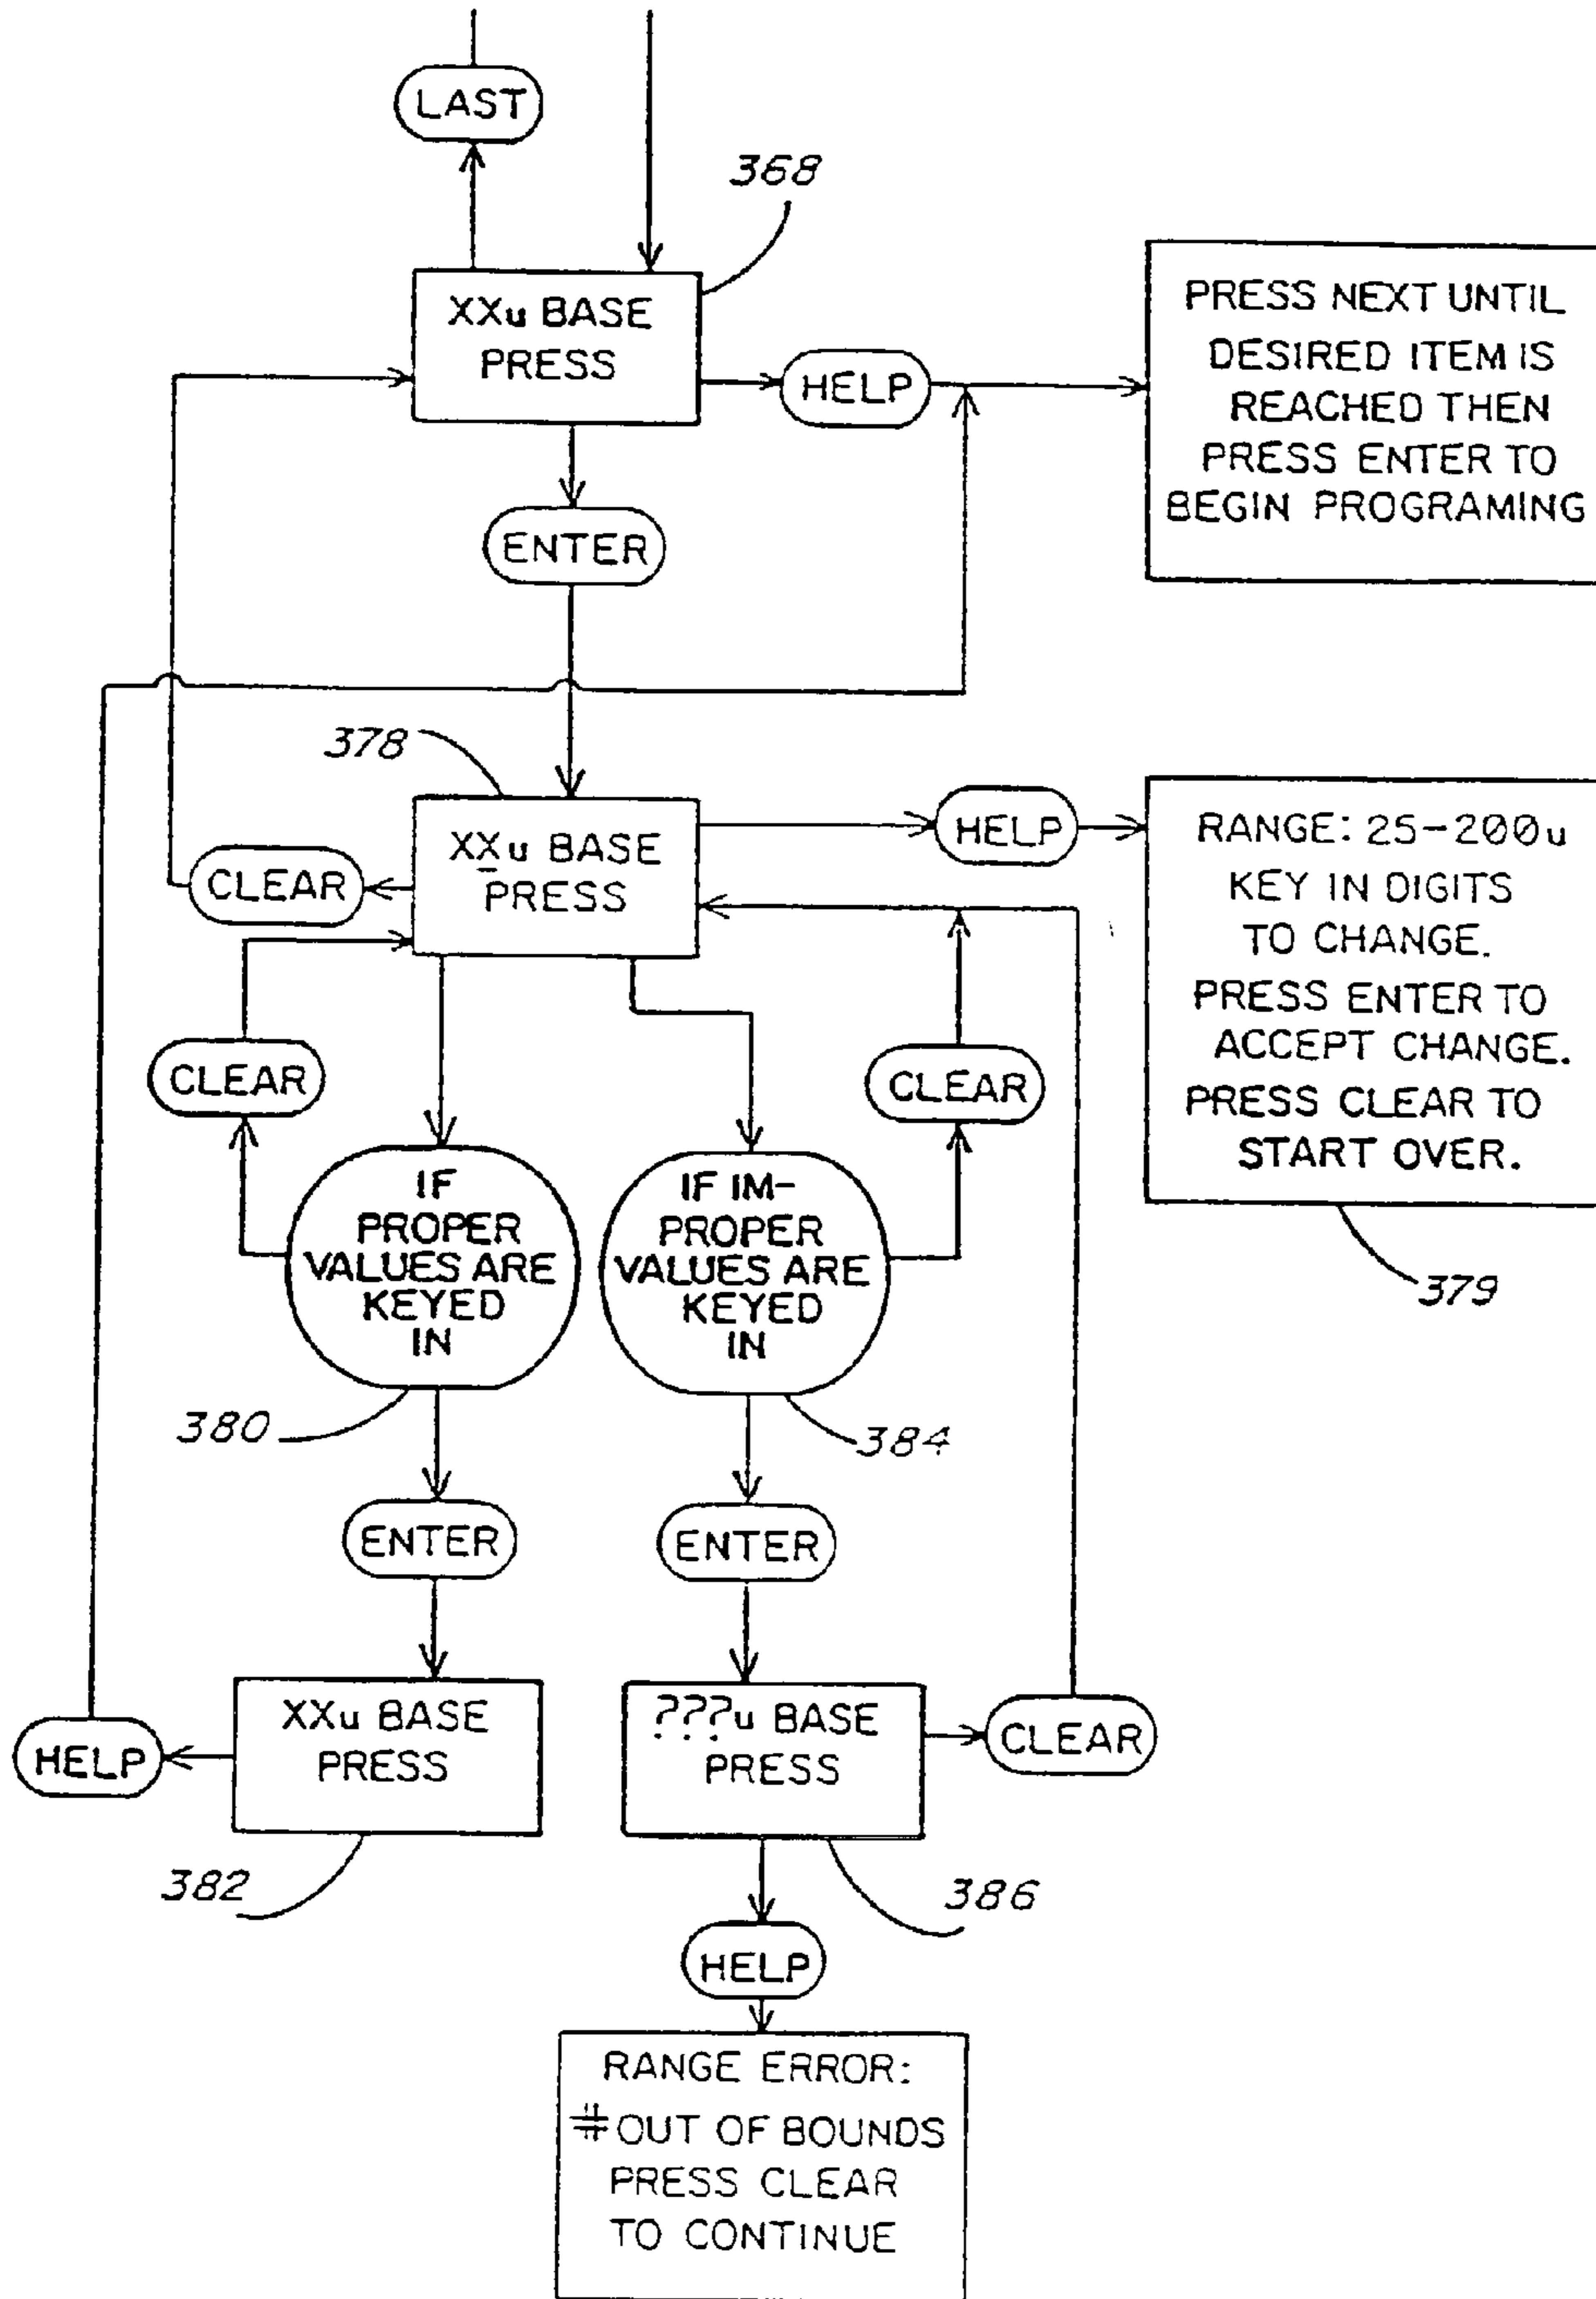 LAST
368
XXu BASE
PRESS
HELP
PRESS NEXT UNTIL
DESIRED ITEM IS
REACHED THEN
PRESS ENTER TO
BEGIN PROGRAMING
ENTER
378
XXu BASE
PRESS
HELP
RANGE: 25-200u
KEY IN DIGITS
TO CHANGE.
PRESS ENTER TO
ACCEPT CHANGE.
PRESS CLEAR TO
START OVER.
379
CLEAR
CLEAR
CLEAR
IF
PROPER
VALUES ARE
KEYED
IN
380
IF IM-
PROPER
VALUES ARE
KEYED
IN
384
ENTER
ENTER
HELP
XXu BASE
PRESS
382
???u BASE
PRESS
386
CLEAR
HELP
RANGE ERROR:
#OUT OF BOUNDS
PRESS CLEAR
TO CONTINUE